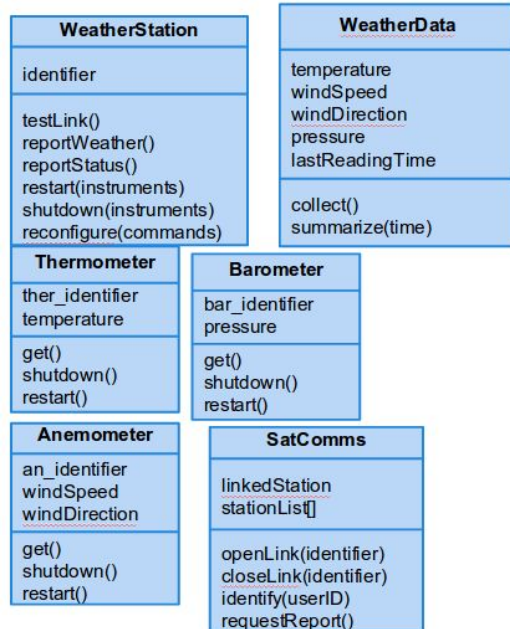 WeatherStation
identifier
testLink()
reportWeather()
reportStatus()
restart(instruments)
shutdown(instruments)
reconfigure(commands)
WeatherData
temperature
windSpeed
windDirection
pressure
lastReadingTime
collect()
summarize(time)
Thermometer
ther_identifier
temperature
get()
shutdown()
restart()
Barometer
bar_identifier
pressure
get()
shutdown()
restart()
Anemometer
an_identifier
windSpeed
windDirection
get()
shutdown()
restart()
SatComms
linkedStation
stationList[]
openLink(identifier)
closeLink(identifier)
identify(userID)
requestReport()